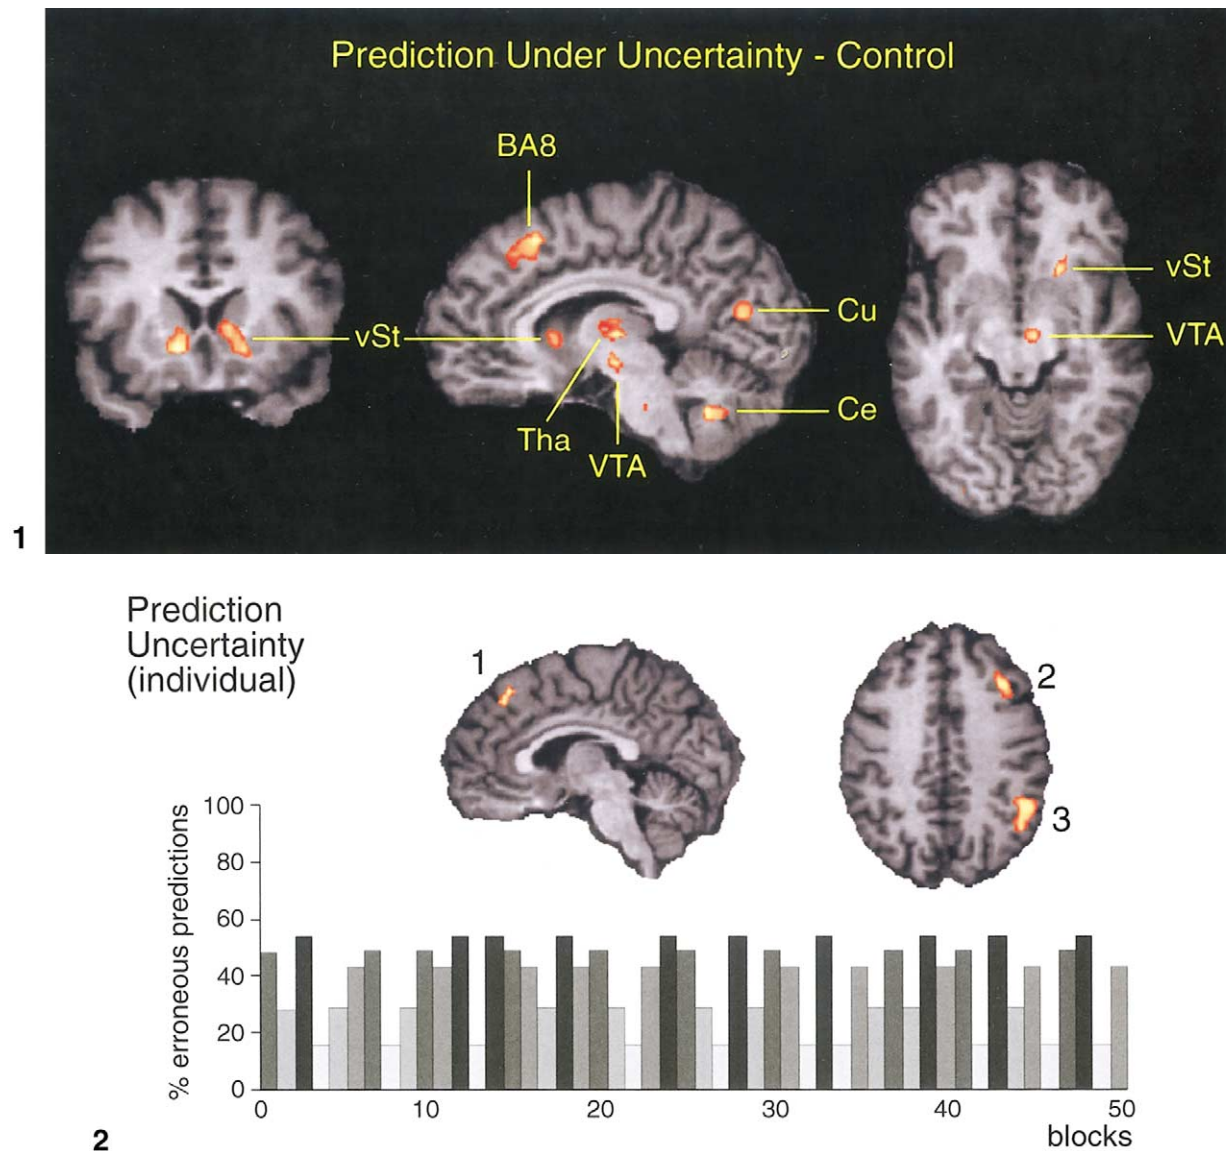 Prediction Under Uncertainty - Control
BA8
vSt
vSt
Cu
VTA
Ce
Tha
VTA
1
Prediction
Uncertainty
(individual)
1
2
3
% erroneous predictions
100
80
60
40
20
0
0 10 20 30 40 50
blocks
2